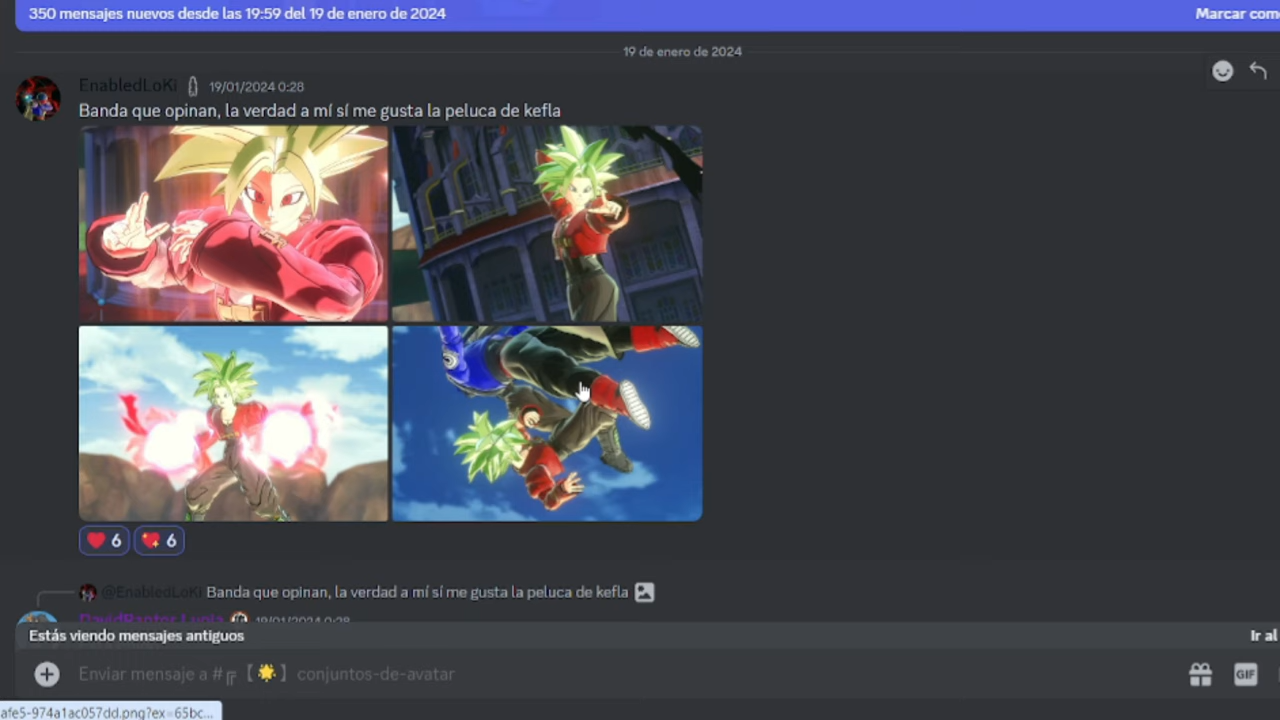 350 mensajes nuevos desde las 19:59 del 19 de enero de 2024
Marcar com
19 de enero de 2024
EnabledLoKi 19/01/2024 0:28
Banda que opinan, la verdad a mí sí me gusta la peluca de kefla
6 6
@EnabledLoKi Banda que opinan, la verdad a mí sí me gusta la peluca de kefla
19/01/2024 0:28
Estás viendo mensajes antiguos
Ir al
Enviar mensaje a #╔【🌟】conjuntos-de-avatar
GIF
afe5-974a1ac057dd.png?ex=65bc...